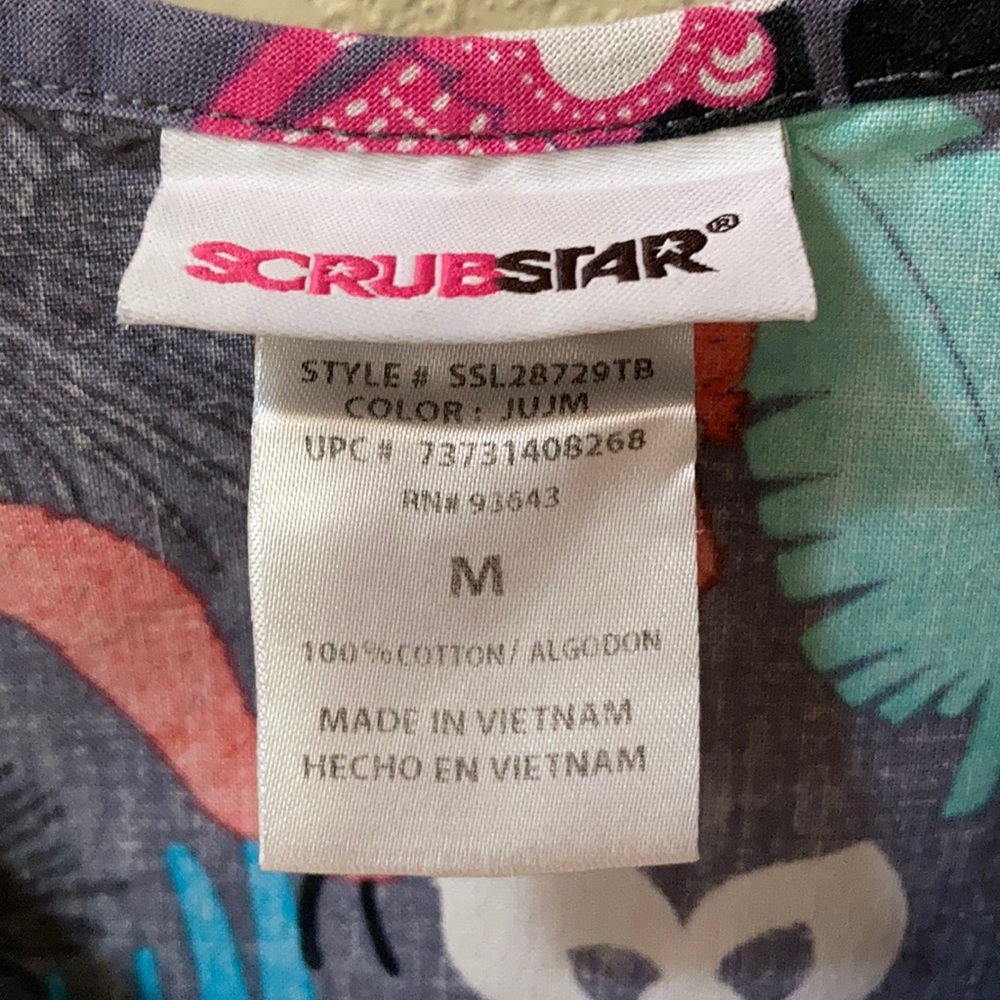 SCRUBSTAR®
STYLE # SSL28729TB
COLOR: JUJM
UPC # 73731408268
RN# 93643
M
100%COTTON/ ALGODON
MADE IN VIETNAM
HECHO EN VIETNAM